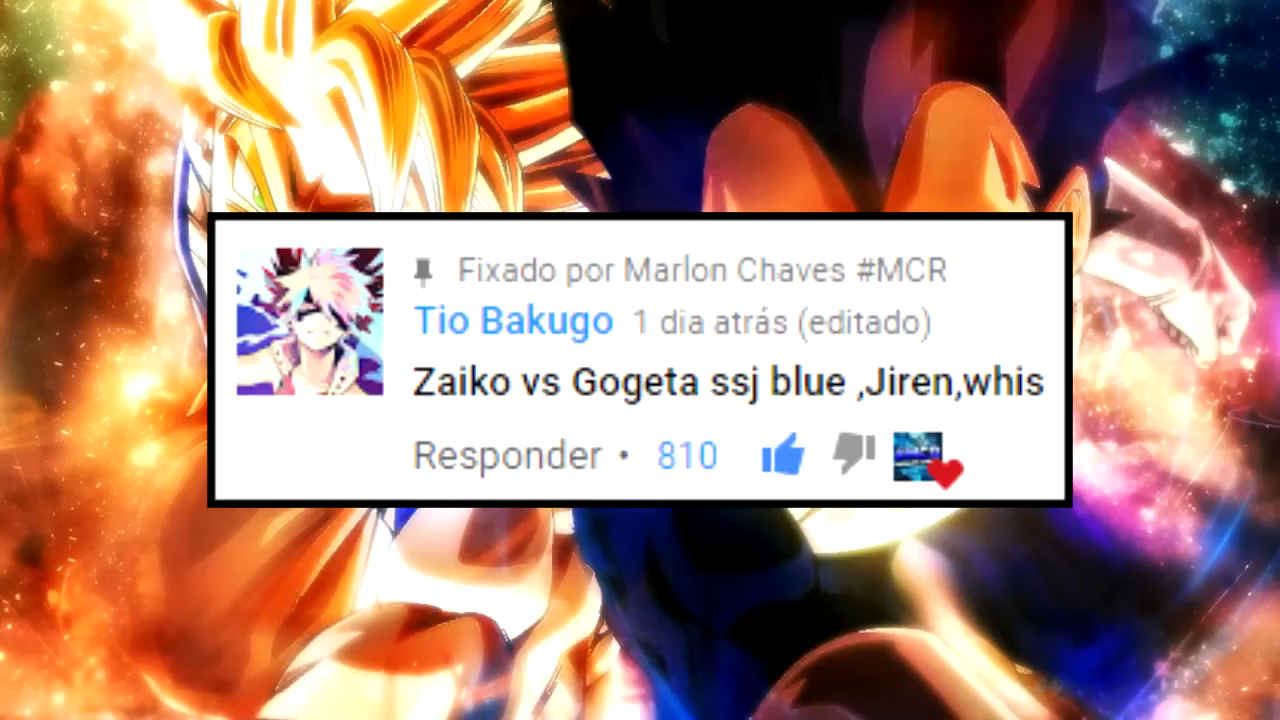 Fixado por Marlon Chaves #MCR
Tio Bakugo 1 dia atrás (editado)
Zaiko vs Gogeta ssj blue ,Jiren,whis
Responder • 810